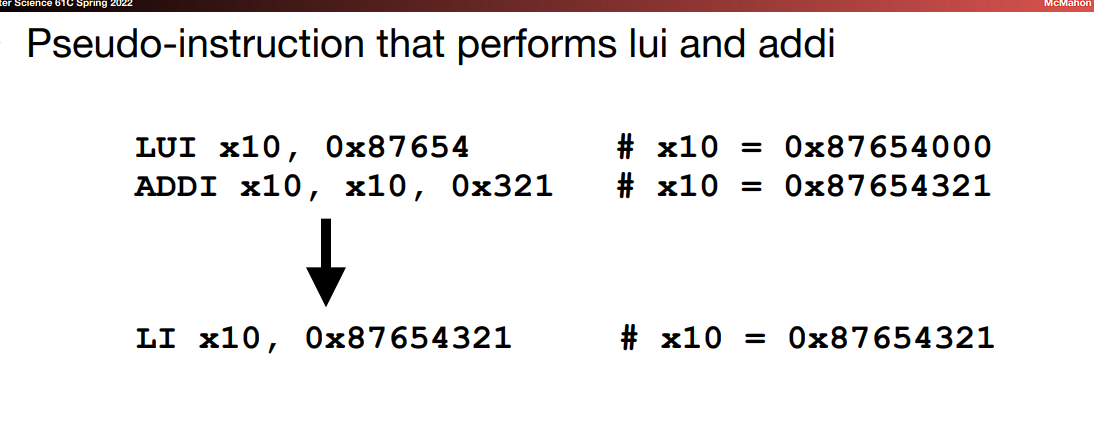 ter Science 61C Spring 2022 McMahon
Pseudo-instruction that performs lui and addi
LUI x10, 0x87654 # x10 = 0x87654000
ADDI x10, x10, 0x321 # x10 = 0x87654321
LI x10, 0x87654321 # x10 = 0x87654321